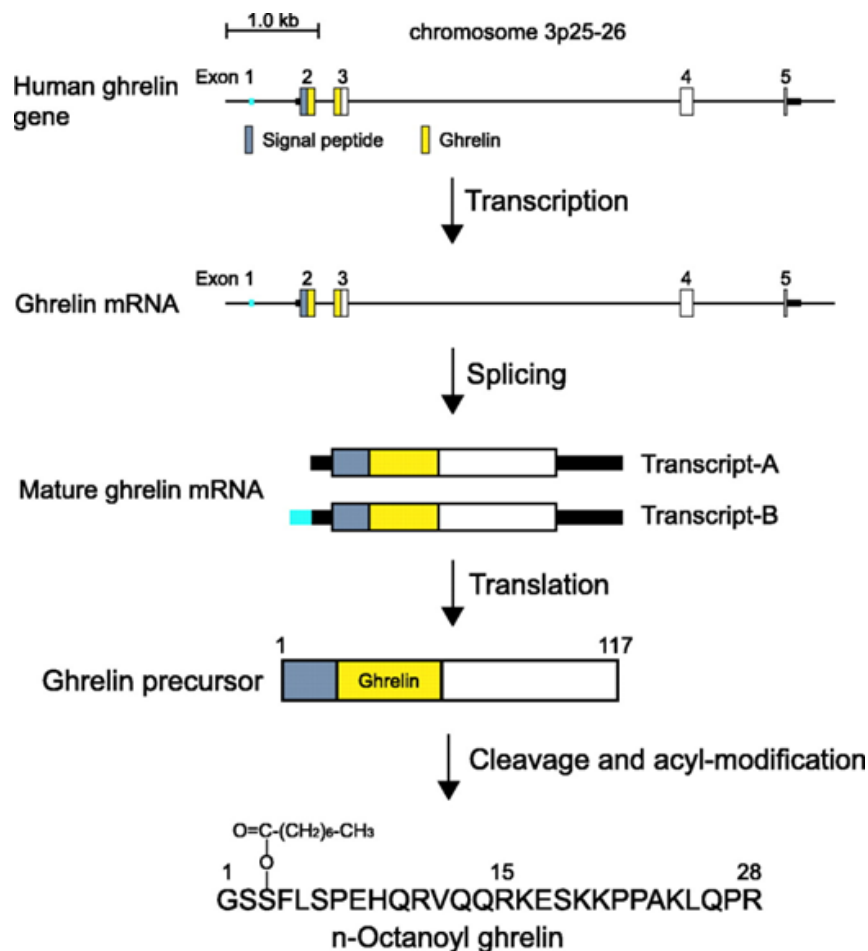 1.0 kb
chromosome 3p25-26
Human ghrelin gene
Exon 1 2 3 4 5
Signal peptide
Ghrelin
Transcription
Ghrelin mRNA
Exon 1 2 3 4 5
Splicing
Mature ghrelin mRNA
Transcript-A
Transcript-B
Translation
1 117
Ghrelin precursor
Ghrelin
Cleavage and acyl-modification
O=C-(CH₂)₆-CH₃
O
1 15 28
GSSFLSPEHQRVQQRKESKKPPAKLQPR
n-Octanoyl ghrelin